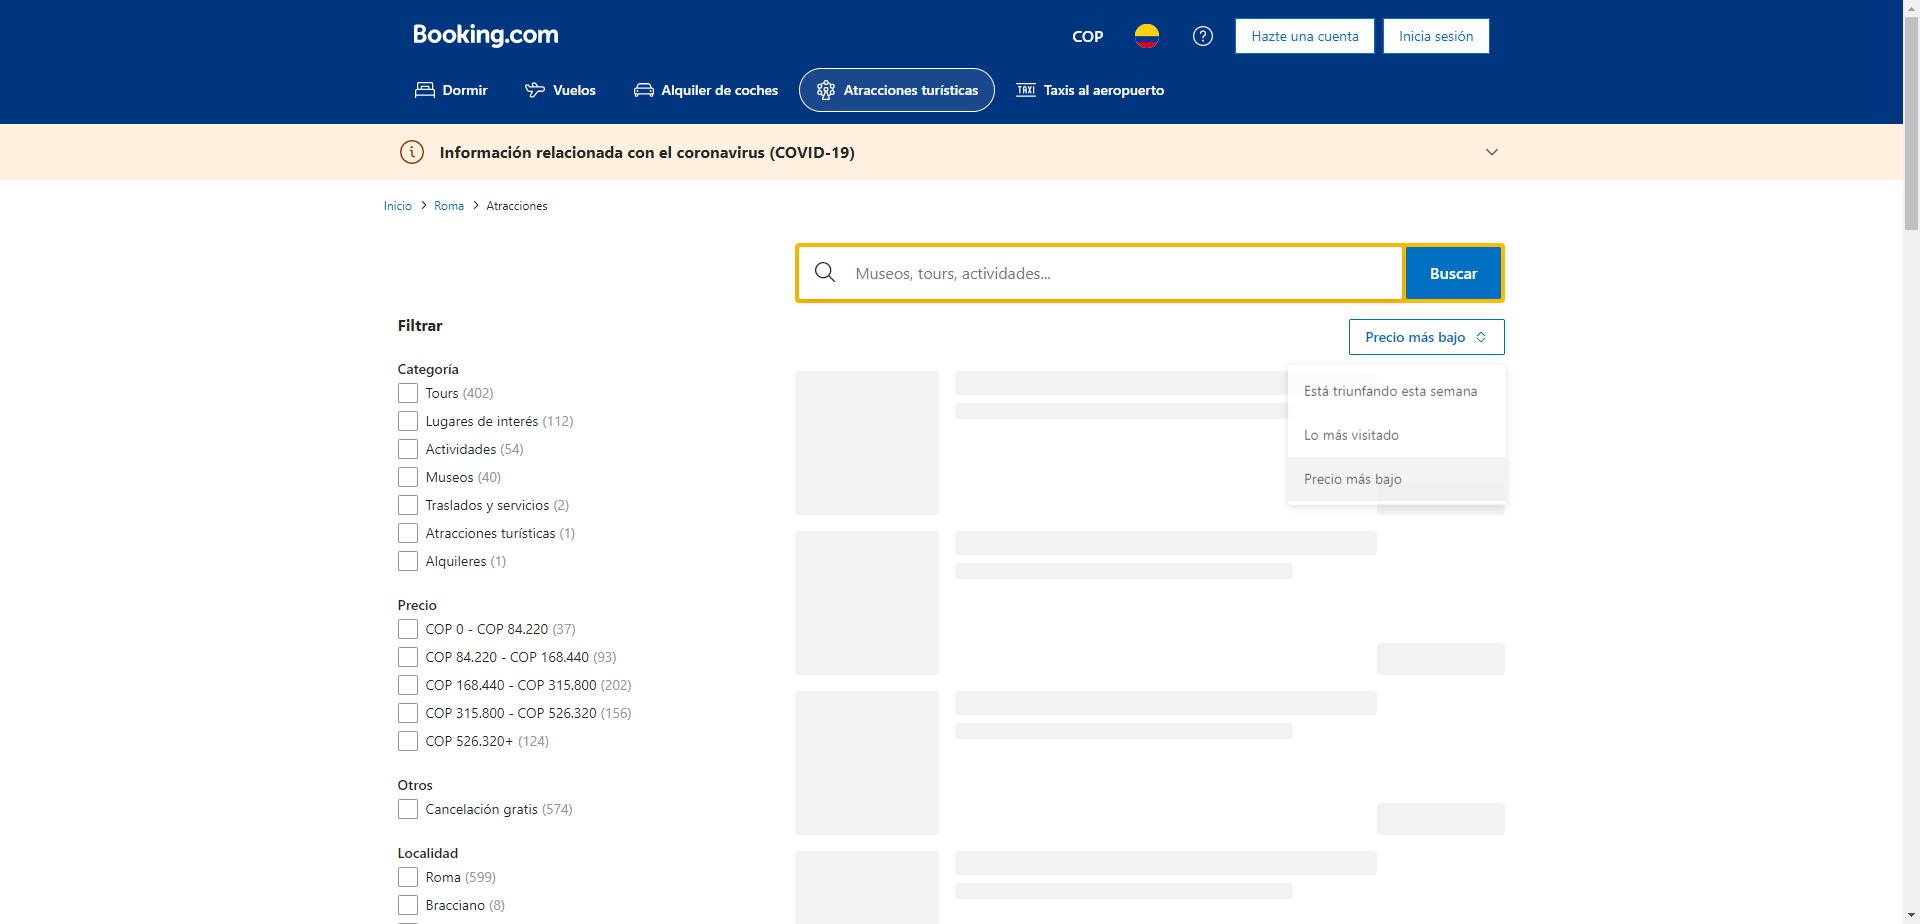 Booking.com
COP
Hazte una cuenta
Inicia sesión
Dormir
Vuelos
Alquiler de coches
Atracciones turísticas
TAXI
Taxis al aeropuerto
Información relacionada con el coronavirus (COVID-19)
Inicio
Roma
Atracciones
Museos, tours, actividades...
Buscar
Filtrar
Precio más bajo
Está triunfando esta semana
Lo más visitado
Precio más bajo
Categoría
Tours (402)
Lugares de interés (112)
Actividades (54)
Museos (40)
Traslados y servicios (2)
Atracciones turísticas (1)
Alquileres (1)
Precio
COP 0 - COP 84.220 (37)
COP 84.220 - COP 168.440 (93)
COP 168.440 - COP 315.800 (202)
COP 315.800 - COP 526.320 (156)
COP 526.320+ (124)
Otros
Cancelación gratis (574)
Localidad
Roma (599)
Bracciano (8)